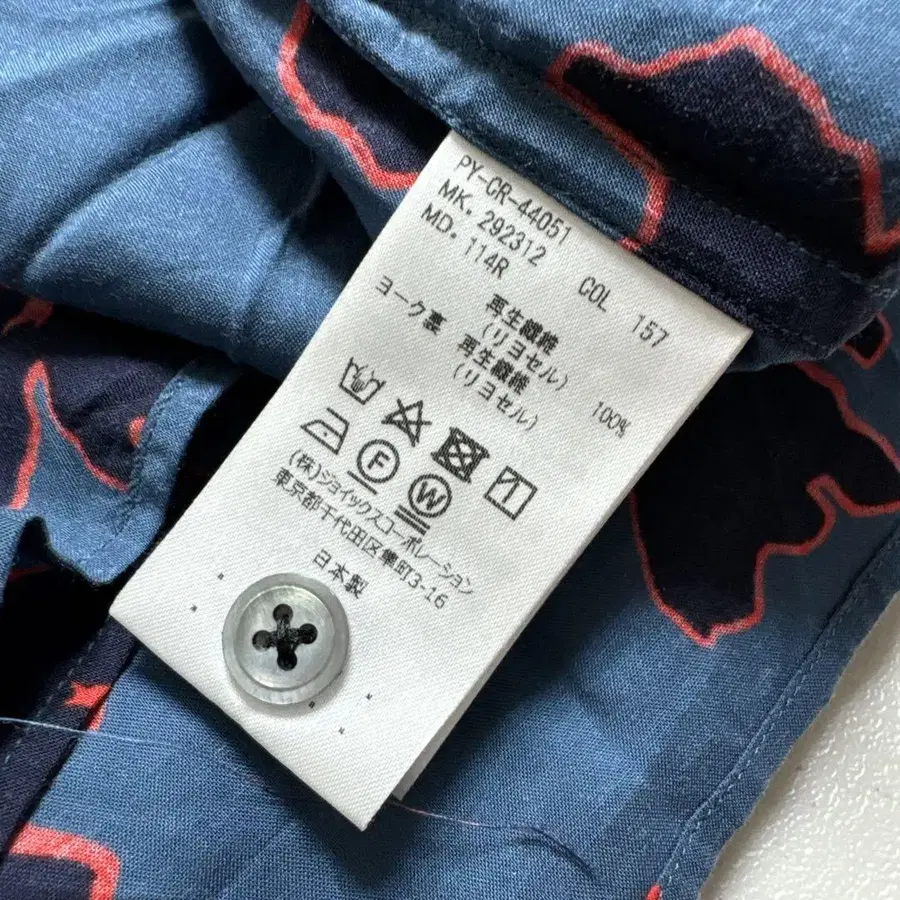 PY-CR-44051
MK. 292312 COL 157
MD. 114R
再生繊維
(リヨセル) 100%
ヨーク裏 再生繊維
(リヨセル)
F
W
(株)ジョイックスコーポレーション
東京都千代田区隼町3-16
日本製